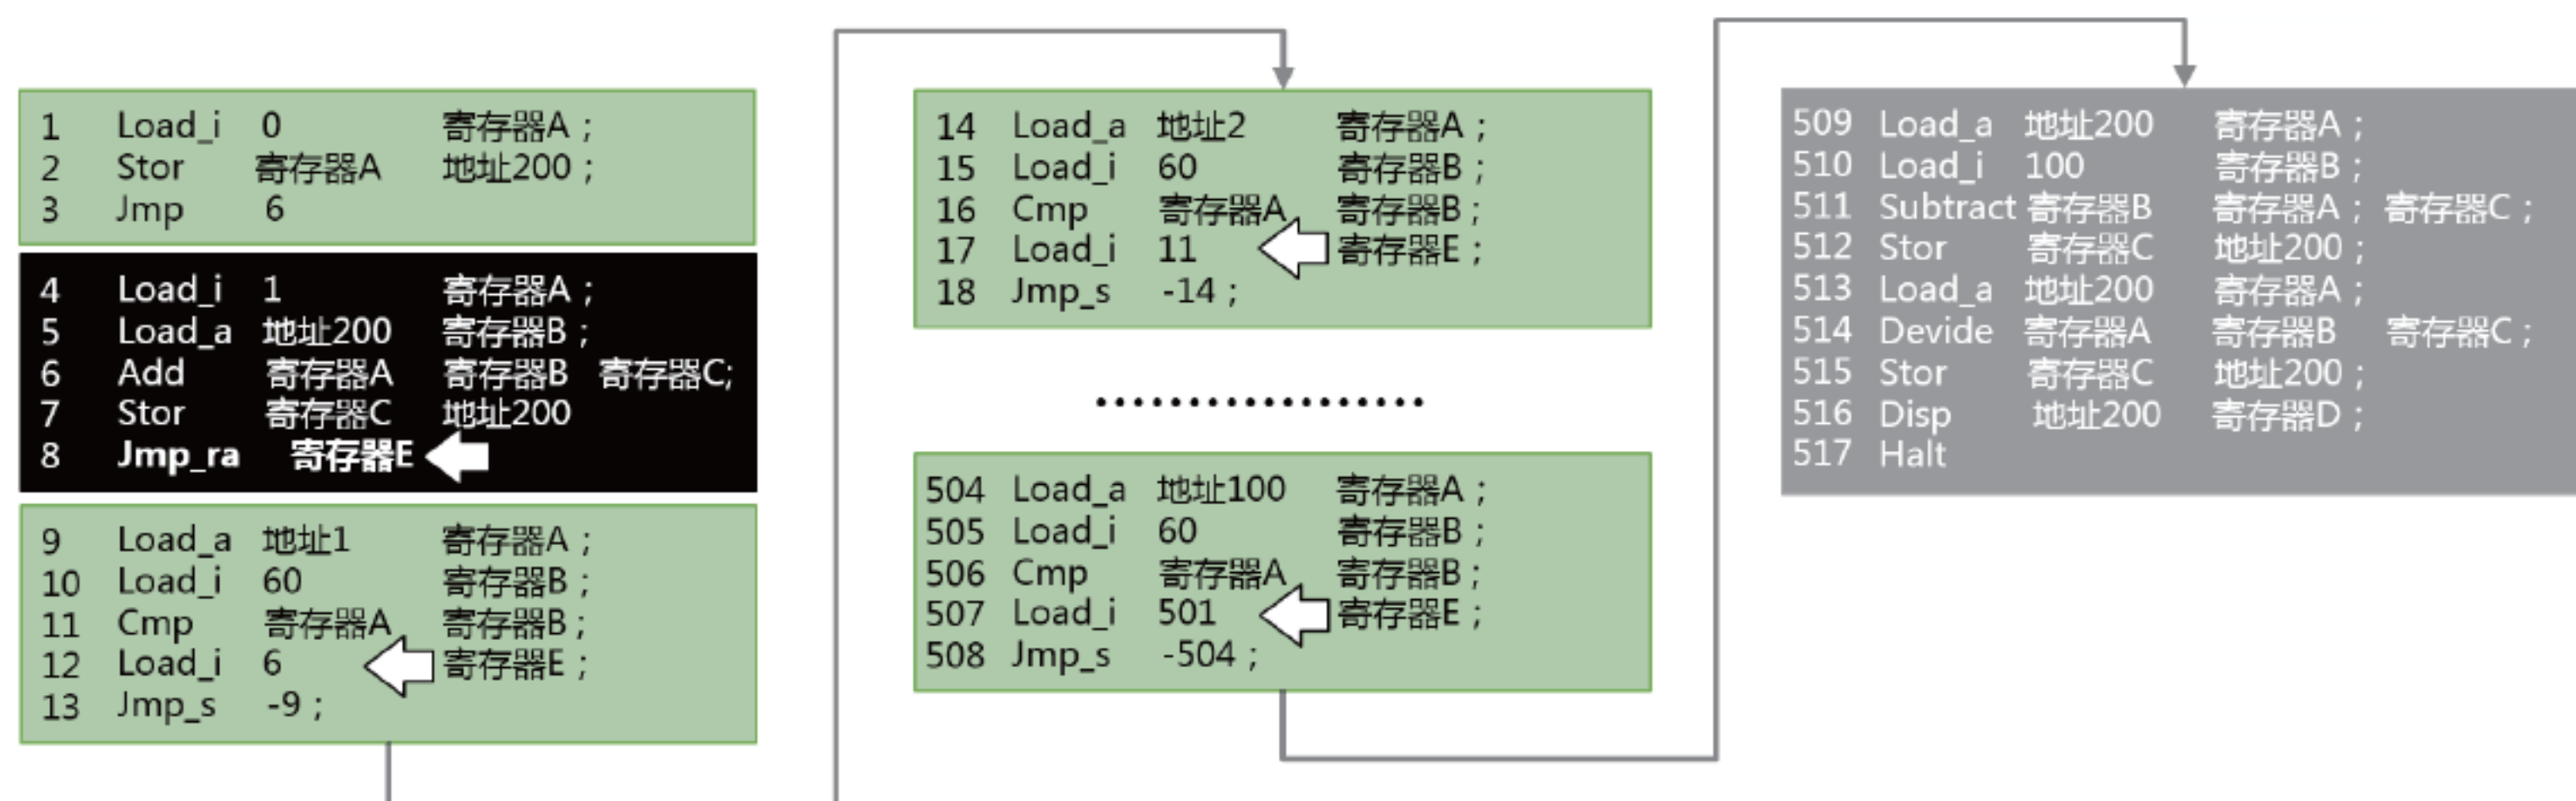 1 Load_i 0 寄存器A；
2 Stor 寄存器A 地址200；
3 Jmp 6
4 Load_i 1 寄存器A；
5 Load_a 地址200 寄存器B；
6 Add 寄存器A 寄存器B 寄存器C;
7 Stor 寄存器C 地址200
8 Jmp_ra 寄存器E
9 Load_a 地址1 寄存器A；
10 Load_i 60 寄存器B；
11 Cmp 寄存器A 寄存器B；
12 Load_i 6 寄存器E；
13 Jmp_s -9；
14 Load_a 地址2 寄存器A；
15 Load_i 60 寄存器B；
16 Cmp 寄存器A 寄存器B；
17 Load_i 11 寄存器E；
18 Jmp_s -14；
..................
504 Load_a 地址100 寄存器A；
505 Load_i 60 寄存器B；
506 Cmp 寄存器A 寄存器B；
507 Load_i 501 寄存器E；
508 Jmp_s -504；
509 Load_a 地址200 寄存器A；
510 Load_i 100 寄存器B；
511 Subtract 寄存器B 寄存器A； 寄存器C；
512 Stor 寄存器C 地址200；
513 Load_a 地址200 寄存器A；
514 Devide 寄存器A 寄存器B 寄存器C；
515 Stor 寄存器C 地址200；
516 Disp 地址200 寄存器D；
517 Halt